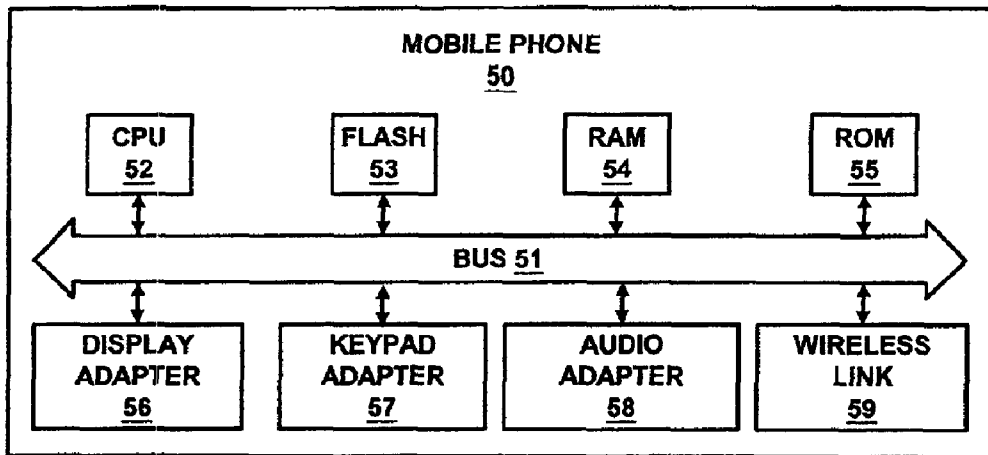 MOBILE PHONE
50
CPU
52
FLASH
53
RAM
54
ROM
55
BUS 51
DISPLAY
ADAPTER
56
KEYPAD
ADAPTER
57
AUDIO
ADAPTER
58
WIRELESS
LINK
59